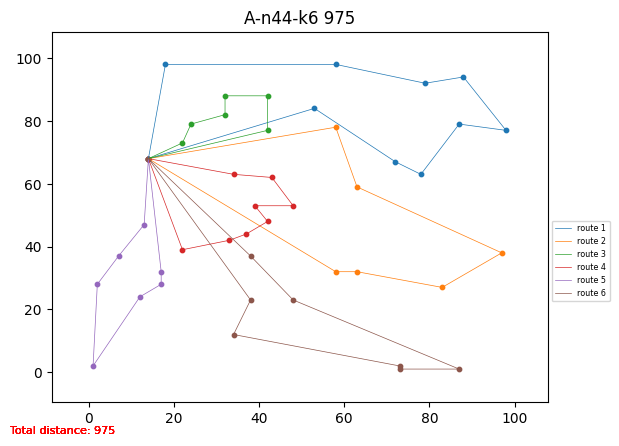 A-n44-k6 975
100
80
60
40
20
0
0 20 40 60 80 100
route 1
route 2
route 3
route 4
route 5
route 6
Total distance: 975